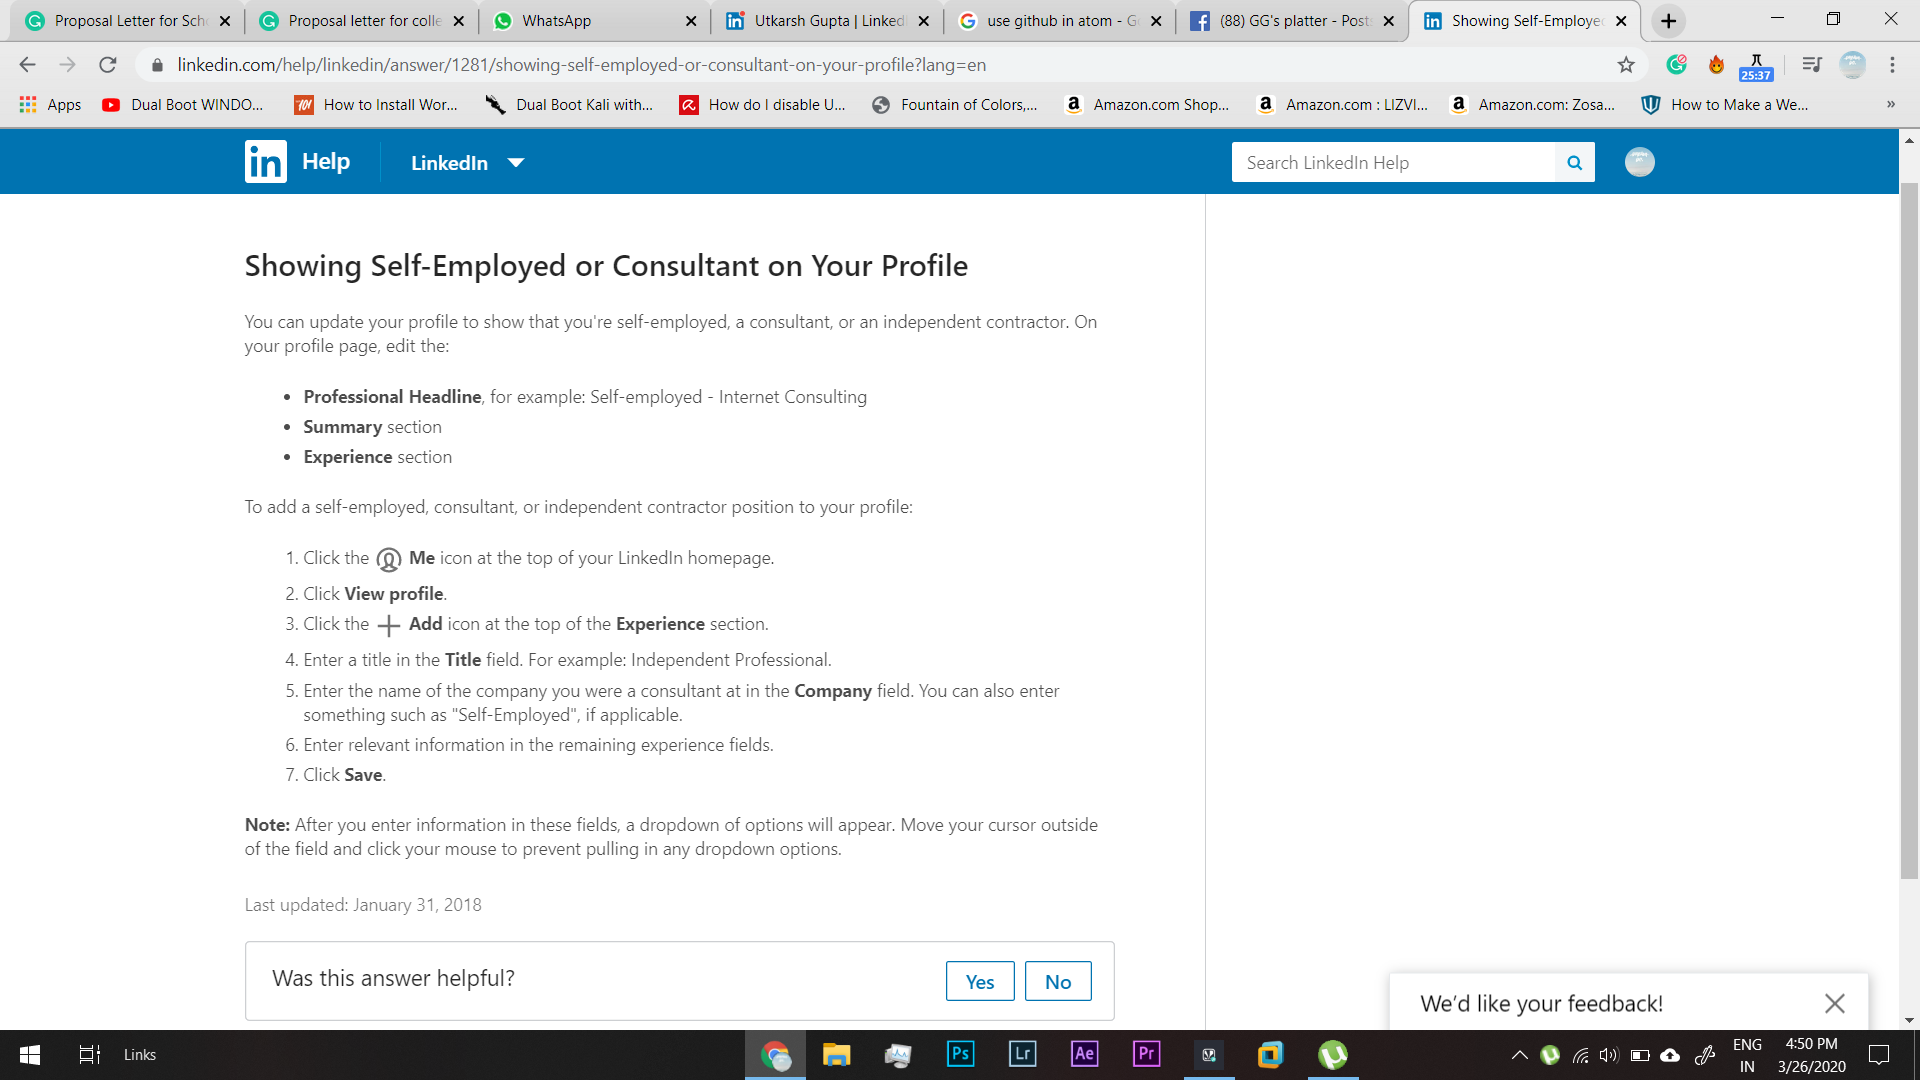 Proposal Letter for Sch
Proposal letter for colle
WhatsApp
Utkarsh Gupta | LinkedI
use github in atom - G
(88) GG's platter - Posts
Showing Self-Employed
linkedin.com/help/linkedin/answer/1281/showing-self-employed-or-consultant-on-your-profile?lang=en
25:37
Apps
Dual Boot WINDO...
How to Install Wor...
Dual Boot Kali with...
How do I disable U...
Fountain of Colors,...
Amazon.com Shop...
Amazon.com : LIZVI...
Amazon.com: Zosa...
How to Make a We...
»
in Help
LinkedIn
Search LinkedIn Help
Showing Self-Employed or Consultant on Your Profile
You can update your profile to show that you're self-employed, a consultant, or an independent contractor. On
your profile page, edit the:
• Professional Headline, for example: Self-employed - Internet Consulting
• Summary section
• Experience section
To add a self-employed, consultant, or independent contractor position to your profile:
1. Click the Me icon at the top of your LinkedIn homepage.
2. Click View profile.
3. Click the Add icon at the top of the Experience section.
4. Enter a title in the Title field. For example: Independent Professional.
5. Enter the name of the company you were a consultant at in the Company field. You can also enter
something such as "Self-Employed", if applicable.
6. Enter relevant information in the remaining experience fields.
7. Click Save.
Note: After you enter information in these fields, a dropdown of options will appear. Move your cursor outside
of the field and click your mouse to prevent pulling in any dropdown options.
Last updated: January 31, 2018
Was this answer helpful?
Yes
No
We'd like your feedback!
Links
Ps
Lr
Ae
Pr
ENG
IN
4:50 PM
3/26/2020